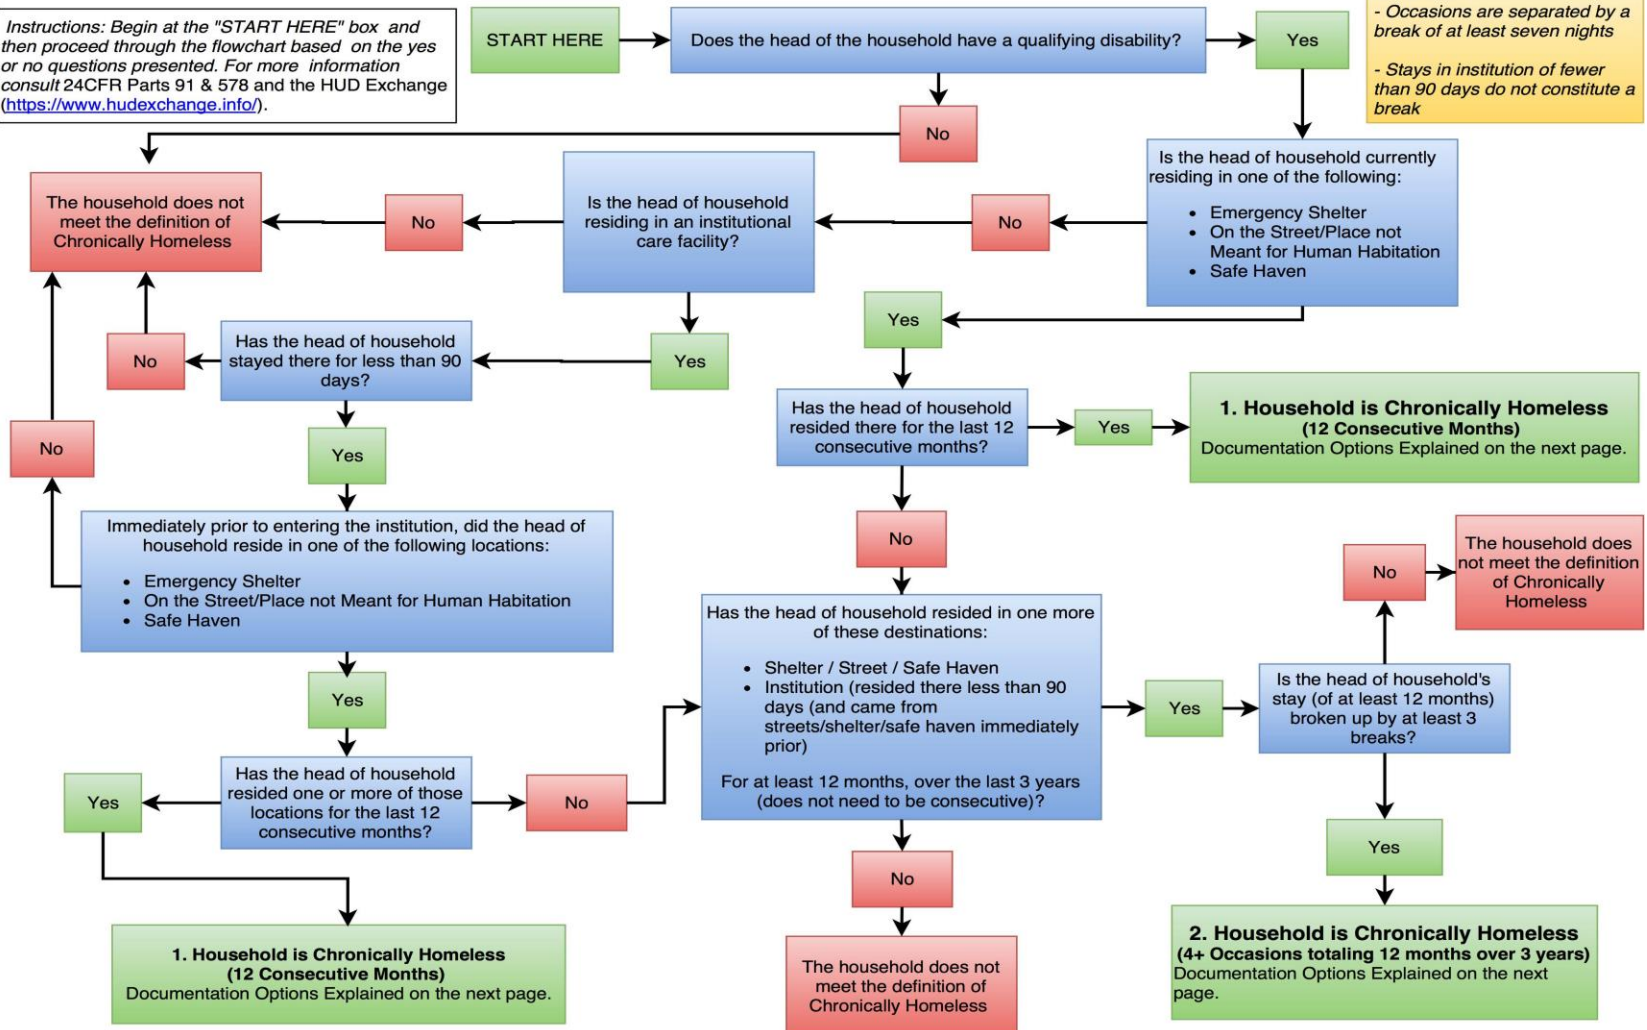 Instructions: Begin at the "START HERE" box and
then proceed through the flowchart based on the yes
or no questions presented. For more information
consult 24CFR Parts 91 & 578 and the HUD Exchange
(https://www.hudexchange.info/).
START HERE
Does the head of the household have a qualifying disability?
Yes
- Occasions are separated by a
break of at least seven nights
- Stays in institution of fewer
than 90 days do not constitute a
break
No
The household does not
meet the definition of
Chronically Homeless
No
Is the head of household
residing in an institutional
care facility?
No
Is the head of household currently
residing in one of the following:
• Emergency Shelter
• On the Street/Place not
Meant for Human Habitation
• Safe Haven
Yes
No
Has the head of household
stayed there for less than 90
days?
Yes
Has the head of household
resided there for the last 12
consecutive months?
Yes
1. Household is Chronically Homeless
(12 Consecutive Months)
Documentation Options Explained on the next page.
No
Yes
No
Immediately prior to entering the institution, did the head of
household reside in one of the following locations:
• Emergency Shelter
• On the Street/Place not Meant for Human Habitation
• Safe Haven
No
The household does
not meet the definition
of Chronically
Homeless
Has the head of household resided in one more
of these destinations:
• Shelter / Street / Safe Haven
• Institution (resided there less than 90
days (and came from
streets/shelter/safe haven immediately
prior)
For at least 12 months, over the last 3 years
(does not need to be consecutive)?
Yes
Is the head of household's
stay (of at least 12 months)
broken up by at least 3
breaks?
Yes
Yes
Has the head of household
resided one or more of those
locations for the last 12
consecutive months?
No
Yes
No
1. Household is Chronically Homeless
(12 Consecutive Months)
Documentation Options Explained on the next page.
The household does not
meet the definition of
Chronically Homeless
2. Household is Chronically Homeless
(4+ Occasions totaling 12 months over 3 years)
Documentation Options Explained on the next
page.